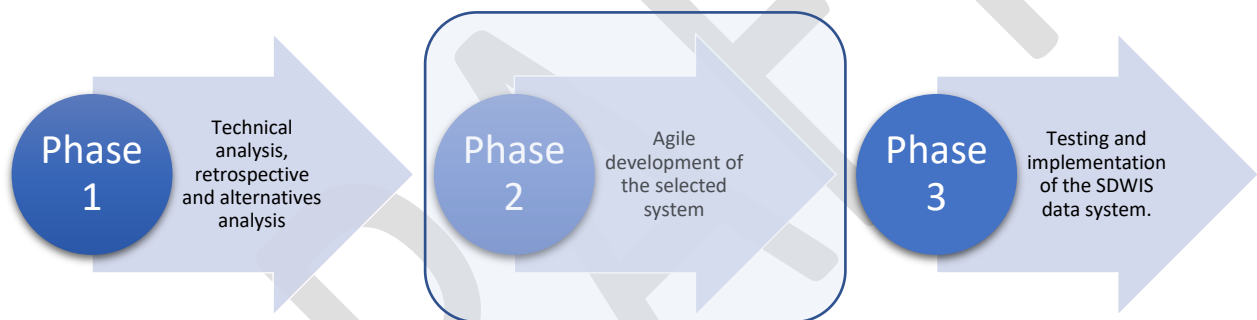 Phase
1
Technical
analysis,
retrospective
and alternatives
analysis
Phase
2
Agile
development of
the selected
system
Phase
3
Testing and
implementation
of the SDWIS
data system.